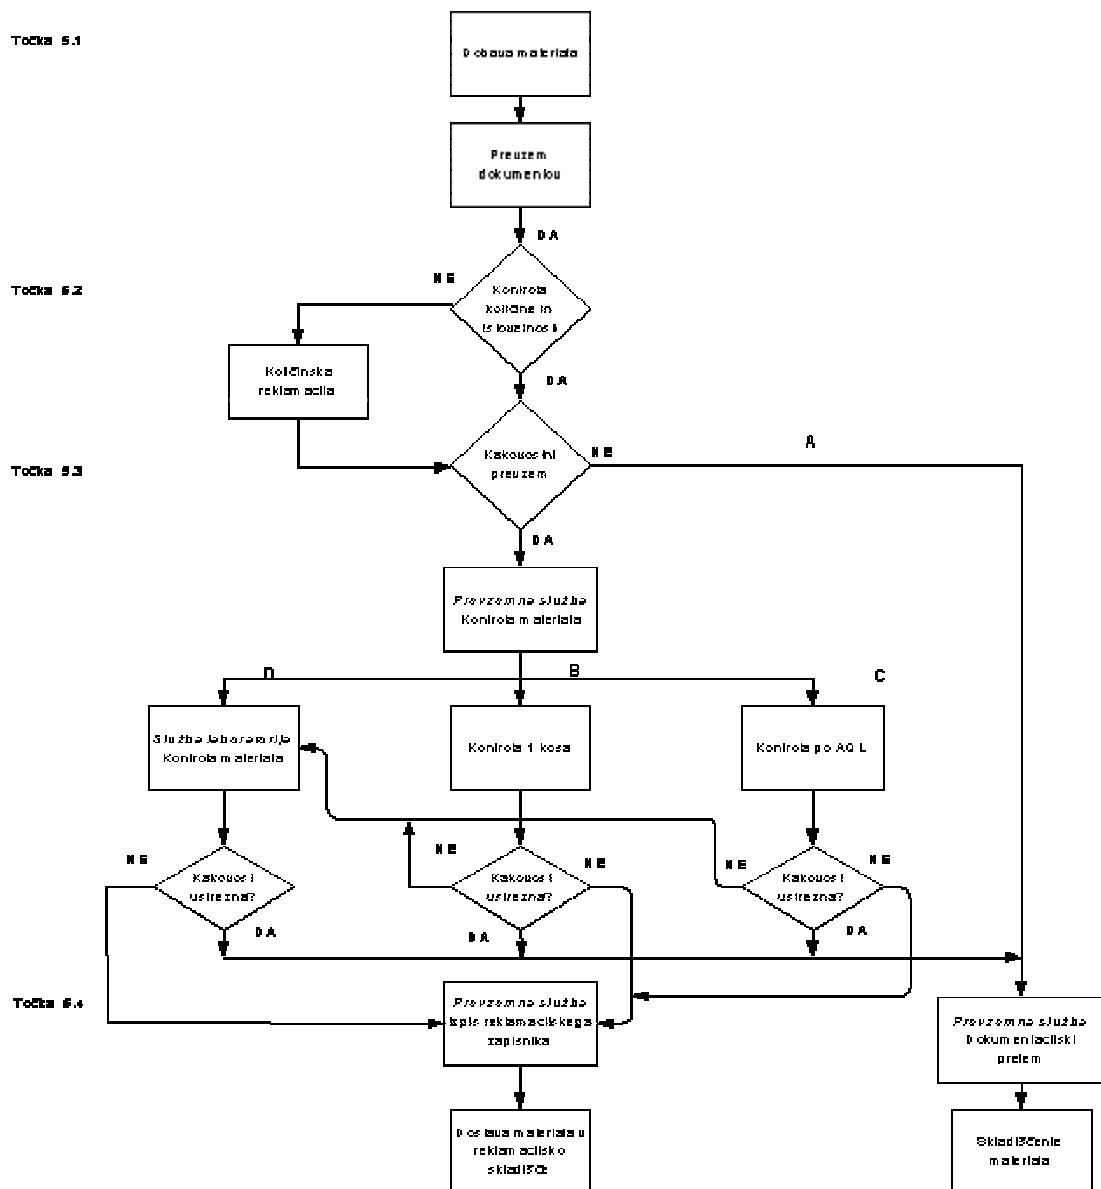 Točka 5.1
Dobava materiala
Prevzem
dokumentov
DA
Točka 5.2
NE
Kontrola
količine in
istovetnosti
Količinska
reklamacija
DA
Točka 5.3
Kakovostni
prevzem
NE
A
DA
Prevzemna služba
Kontrola materiala
D
B
C
Služba laboratorija
Kontrola materiala
Kontrola 1 kosa
Kontrola po AQL
NE
Kakovost
ustrezna?
DA
NE
Kakovost
ustrezna?
NE
DA
NE
Kakovost
ustrezna?
NE
DA
Točka 5.4
Prevzemna služba
Izpis reklamacijskega
zapisnika
Prevzemna služba
Dokumentacijski
prejem
Dostava materiala v
reklamacijsko
skladišče
Skladiščenje
materiala